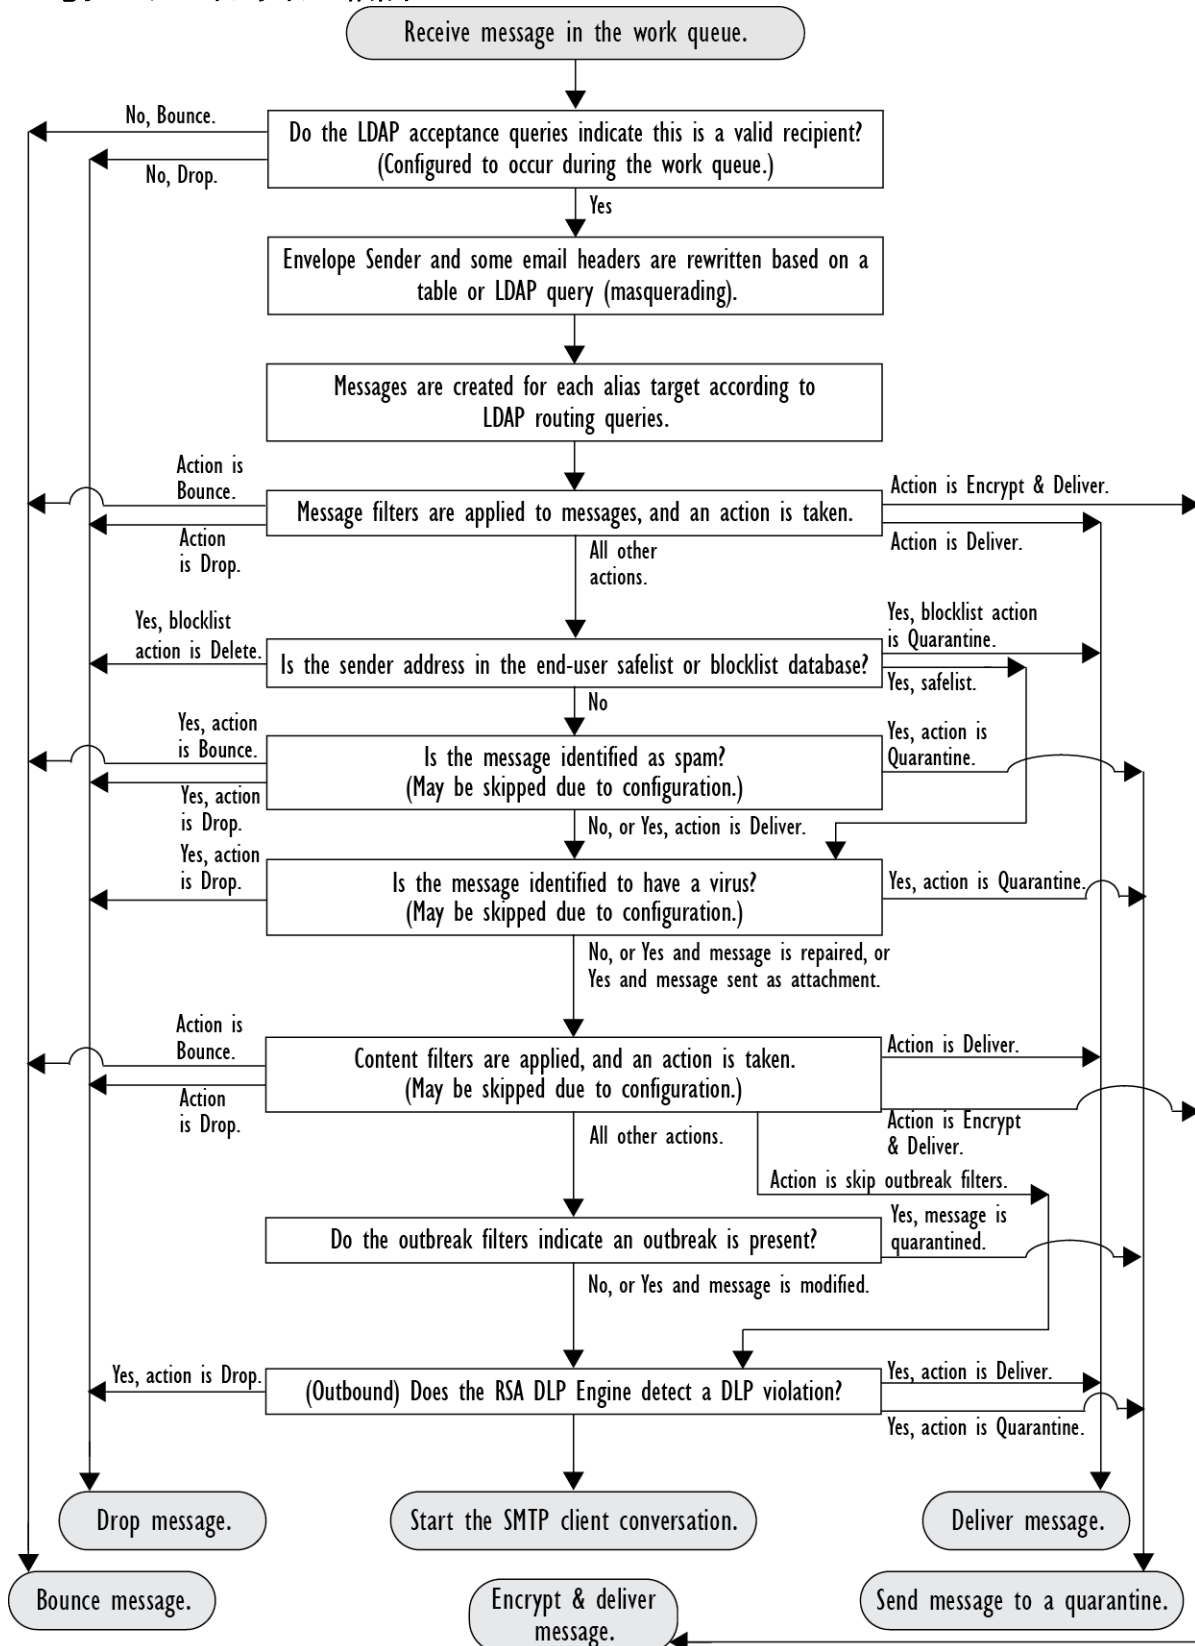 Receive message in the work queue.
No, Bounce.
Do the LDAP acceptance queries indicate this is a valid recipient?
(Configured to occur during the work queue.)
No, Drop.
Yes
Envelope Sender and some email headers are rewritten based on a
table or LDAP query (masquerading).
Messages are created for each alias target according to
LDAP routing queries.
Action is
Bounce.
Action is Encrypt & Deliver.
Message filters are applied to messages, and an action is taken.
Action
is Drop.
Action is Deliver.
All other
actions.
Yes, blocklist
action is Delete.
Yes, blocklist action
is Quarantine.
Is the sender address in the end-user safelist or blocklist database?
Yes, safelist.
No
Yes, action
is Bounce.
Yes, action is
Quarantine.
Is the message identified as spam?
(May be skipped due to configuration.)
Yes, action
is Drop.
No, or Yes, action is Deliver.
Yes, action
is Drop.
Is the message identified to have a virus?
(May be skipped due to configuration.)
Yes, action is Quarantine.
No, or Yes and message is repaired, or
Yes and message sent as attachment.
Action is
Bounce.
Content filters are applied, and an action is taken.
(May be skipped due to configuration.)
Action is Deliver.
Action
is Drop.
Action is Encrypt
& Deliver.
All other actions.
Action is skip outbreak filters.
Do the outbreak filters indicate an outbreak is present?
Yes, message is
quarantined.
No, or Yes and message is modified.
Yes, action is Drop.
(Outbound) Does the RSA DLP Engine detect a DLP violation?
Yes, action is Deliver.
Yes, action is Quarantine.
Drop message.
Start the SMTP client conversation.
Deliver message.
Bounce message.
Encrypt & deliver
message.
Send message to a quarantine.